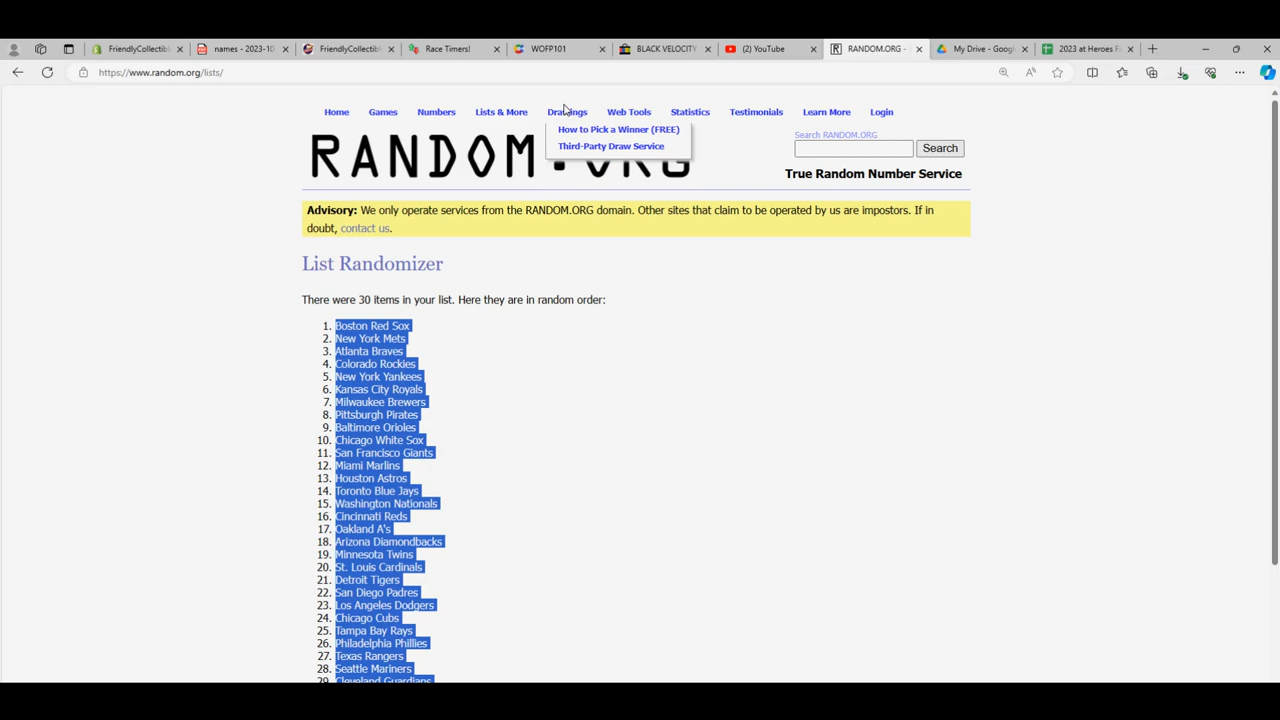 FriendlyCollectib
names - 2023-10
FriendlyCollectib
Race Timers!
WOFP101
BLACK VELOCITY
(2) YouTube
RANDOM.ORG -
My Drive - Googl
2023 at Heroes Fa
https://www.random.org/lists/
Home Games Numbers Lists & More Drawings Web Tools Statistics Testimonials Learn More Login
How to Pick a Winner (FREE)
Third-Party Draw Service
RANDOM.ORG
Search RANDOM.ORG
Search
True Random Number Service
Advisory: We only operate services from the RANDOM.ORG domain. Other sites that claim to be operated by us are impostors. If in
doubt, contact us.
List Randomizer
There were 30 items in your list. Here they are in random order:
1. Boston Red Sox
2. New York Mets
3. Atlanta Braves
4. Colorado Rockies
5. New York Yankees
6. Kansas City Royals
7. Milwaukee Brewers
8. Pittsburgh Pirates
9. Baltimore Orioles
10. Chicago White Sox
11. San Francisco Giants
12. Miami Marlins
13. Houston Astros
14. Toronto Blue Jays
15. Washington Nationals
16. Cincinnati Reds
17. Oakland A's
18. Arizona Diamondbacks
19. Minnesota Twins
20. St. Louis Cardinals
21. Detroit Tigers
22. San Diego Padres
23. Los Angeles Dodgers
24. Chicago Cubs
25. Tampa Bay Rays
26. Philadelphia Phillies
27. Texas Rangers
28. Seattle Mariners
29. Cleveland Guardians